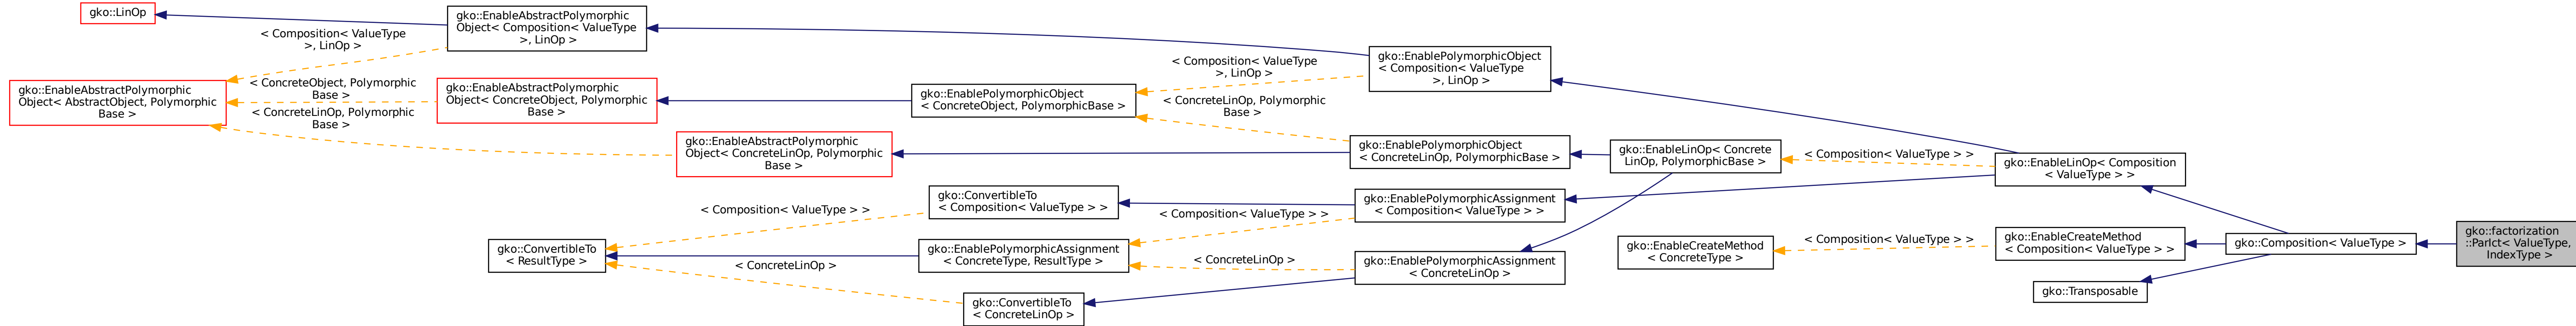 gko::LinOp
gko::EnableAbstractPolymorphic
Object< AbstractObject, Polymorphic
Base >
< Composition< ValueType
>, LinOp >
< ConcreteObject, Polymorphic
Base >
< ConcreteLinOp, Polymorphic
Base >
gko::EnableAbstractPolymorphic
Object< Composition< ValueType
>, LinOp >
gko::EnableAbstractPolymorphic
Object< ConcreteObject, Polymorphic
Base >
gko::EnableAbstractPolymorphic
Object< ConcreteLinOp, Polymorphic
Base >
gko::ConvertibleTo
< ResultType >
< Composition< ValueType > >
< ConcreteLinOp >
gko::EnablePolymorphicObject
< ConcreteObject, PolymorphicBase >
gko::ConvertibleTo
< Composition< ValueType > >
gko::EnablePolymorphicAssignment
< ConcreteType, ResultType >
gko::ConvertibleTo
< ConcreteLinOp >
< Composition< ValueType
>, LinOp >
< ConcreteLinOp, Polymorphic
Base >
< Composition< ValueType > >
< ConcreteLinOp >
gko::EnablePolymorphicObject
< Composition< ValueType
>, LinOp >
gko::EnablePolymorphicObject
< ConcreteLinOp, PolymorphicBase >
gko::EnablePolymorphicAssignment
< Composition< ValueType > >
gko::EnablePolymorphicAssignment
< ConcreteLinOp >
gko::EnableLinOp< Concrete
LinOp, PolymorphicBase >
gko::EnableCreateMethod
< ConcreteType >
< Composition< ValueType > >
< Composition< ValueType > >
gko::EnableLinOp< Composition
< ValueType > >
gko::EnableCreateMethod
< Composition< ValueType > >
gko::Transposable
gko::Composition< ValueType >
gko::factorization
::ParIct< ValueType,
IndexType >